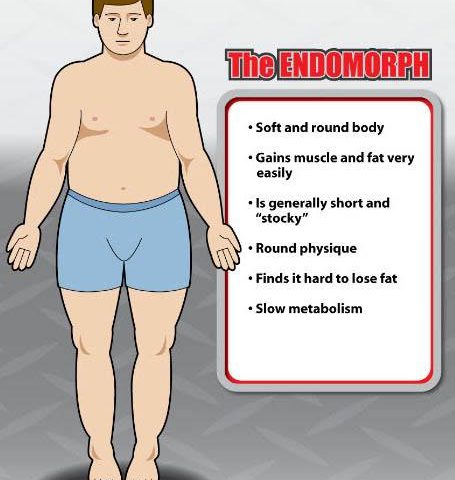 The ENDOMORPH
• Soft and round body
• Gains muscle and fat very
easily
• Is generally short and
“stocky”
• Round physique
• Finds it hard to lose fat
• Slow metabolism